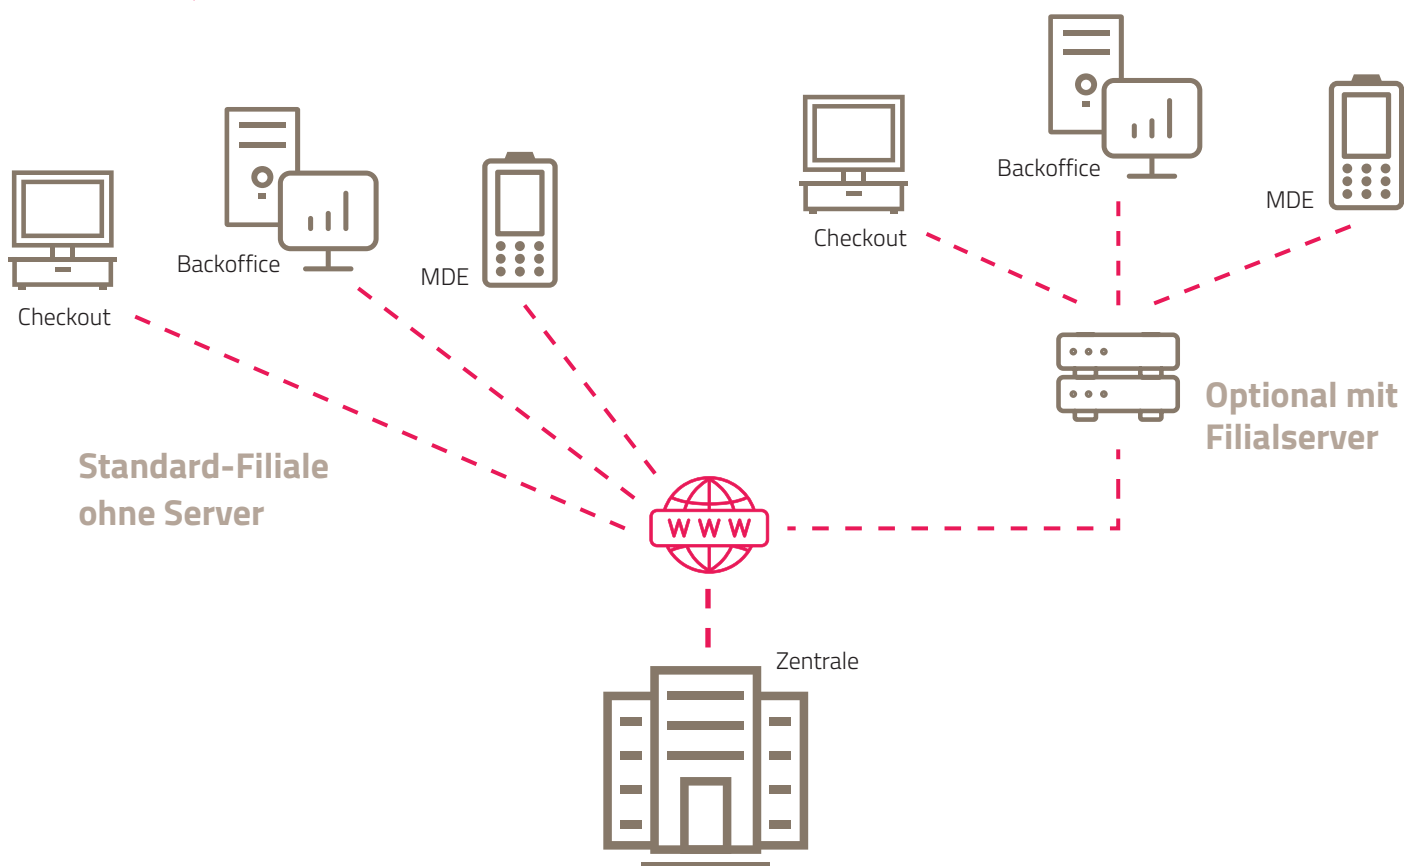 Backoffice
MDE
Checkout
Backoffice
MDE
Checkout
Optional mit
Filialserver
Standard-Filiale
ohne Server
WWW
Zentrale